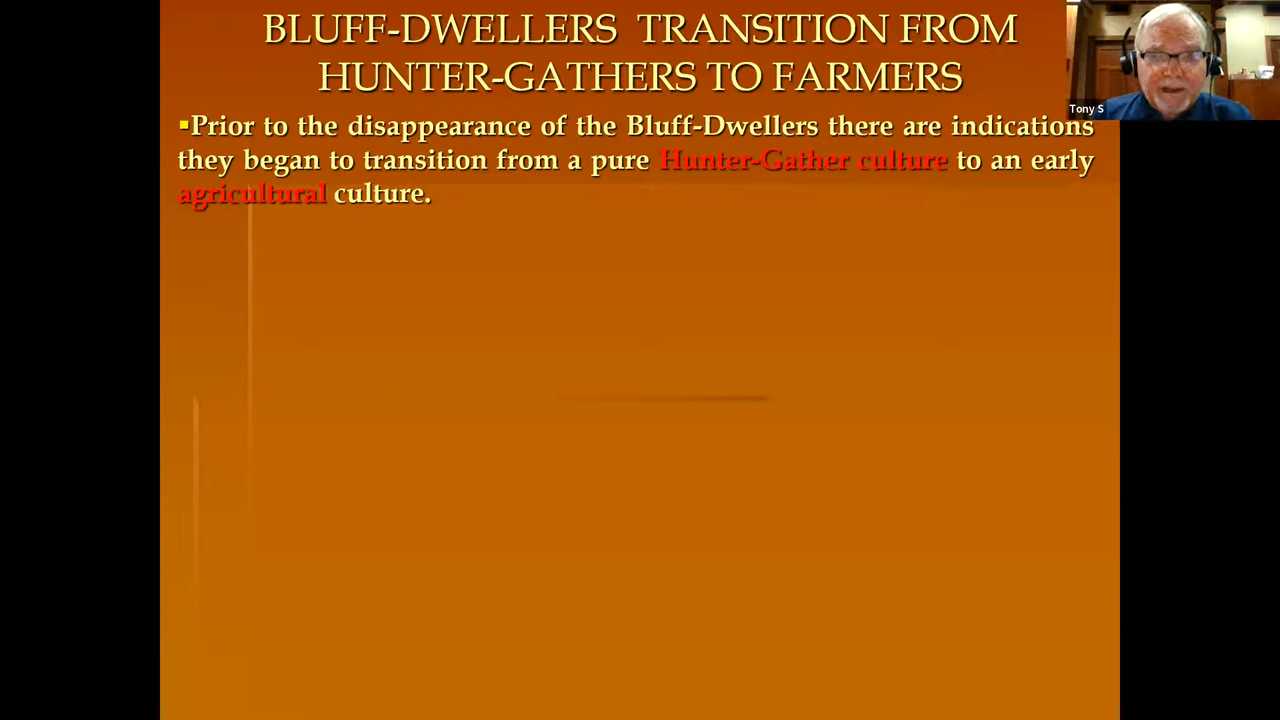 BLUFF-DWELLERS TRANSITION FROM
HUNTER-GATHERS TO FARMERS
▪Prior to the disappearance of the Bluff-Dwellers there are indications
they began to transition from a pure Hunter-Gather culture to an early
agricultural culture.
Tony S